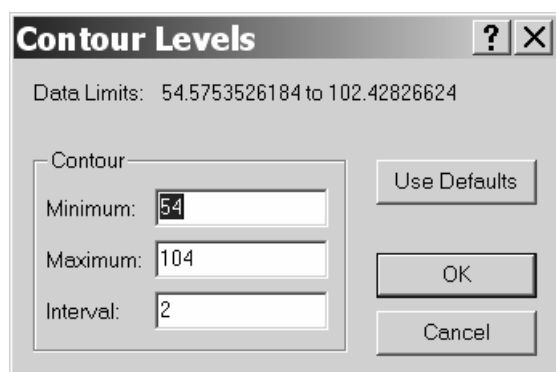 Contour Levels ? X
Data Limits: 54.5753526184 to 102.42826624
Contour
Minimum: 54
Maximum: 104
Interval: 2
Use Defaults
OK
Cancel